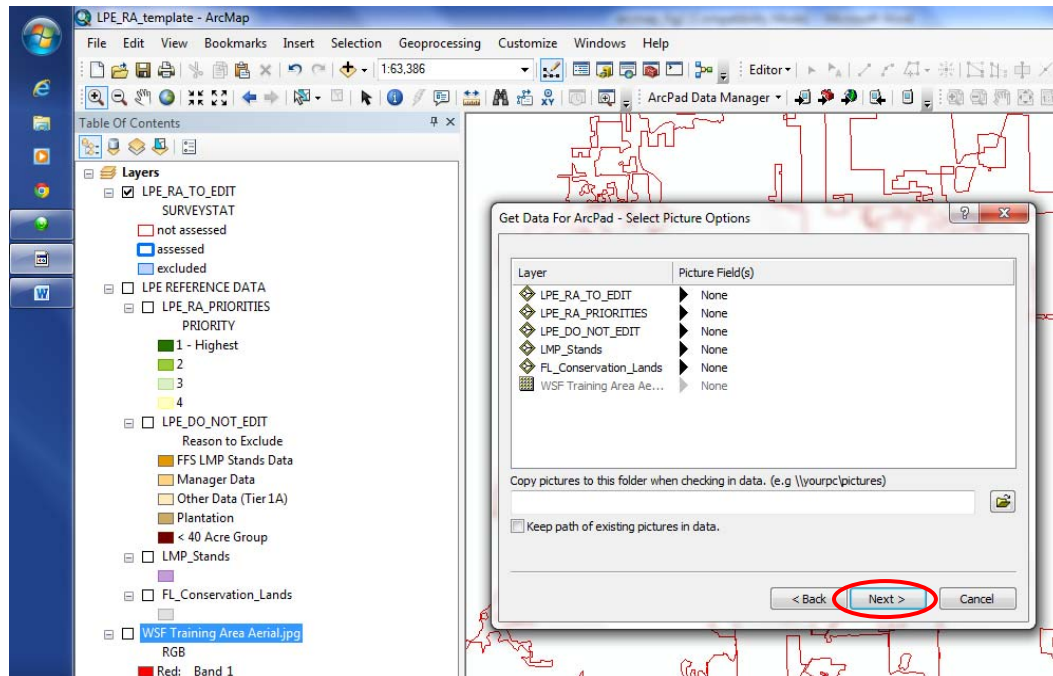 LPE_RA_template - ArcMap
File Edit View Bookmarks Insert Selection Geoprocessing Customize Windows Help
1:63,386
Editor
ArcPad Data Manager
Table Of Contents
Layers
LPE_RA_TO_EDIT
SURVEYSTAT
not assessed
assessed
excluded
LPE REFERENCE DATA
LPE_RA_PRIORITIES
PRIORITY
1 - Highest
2
3
4
LPE_DO_NOT_EDIT
Reason to Exclude
FFS LMP Stands Data
Manager Data
Other Data (Tier 1A)
Plantation
< 40 Acre Group
LMP_Stands
FL_Conservation_Lands
WSF Training Area Aerial.jpg
RGB
Red: Band 1
Get Data For ArcPad - Select Picture Options
Layer Picture Field(s)
LPE_RA_TO_EDIT None
LPE_RA_PRIORITIES None
LPE_DO_NOT_EDIT None
LMP_Stands None
FL_Conservation_Lands None
WSF Training Area Ae... None
Copy pictures to this folder when checking in data. (e.g \\yourpc\pictures)
Keep path of existing pictures in data.
< Back Next > Cancel